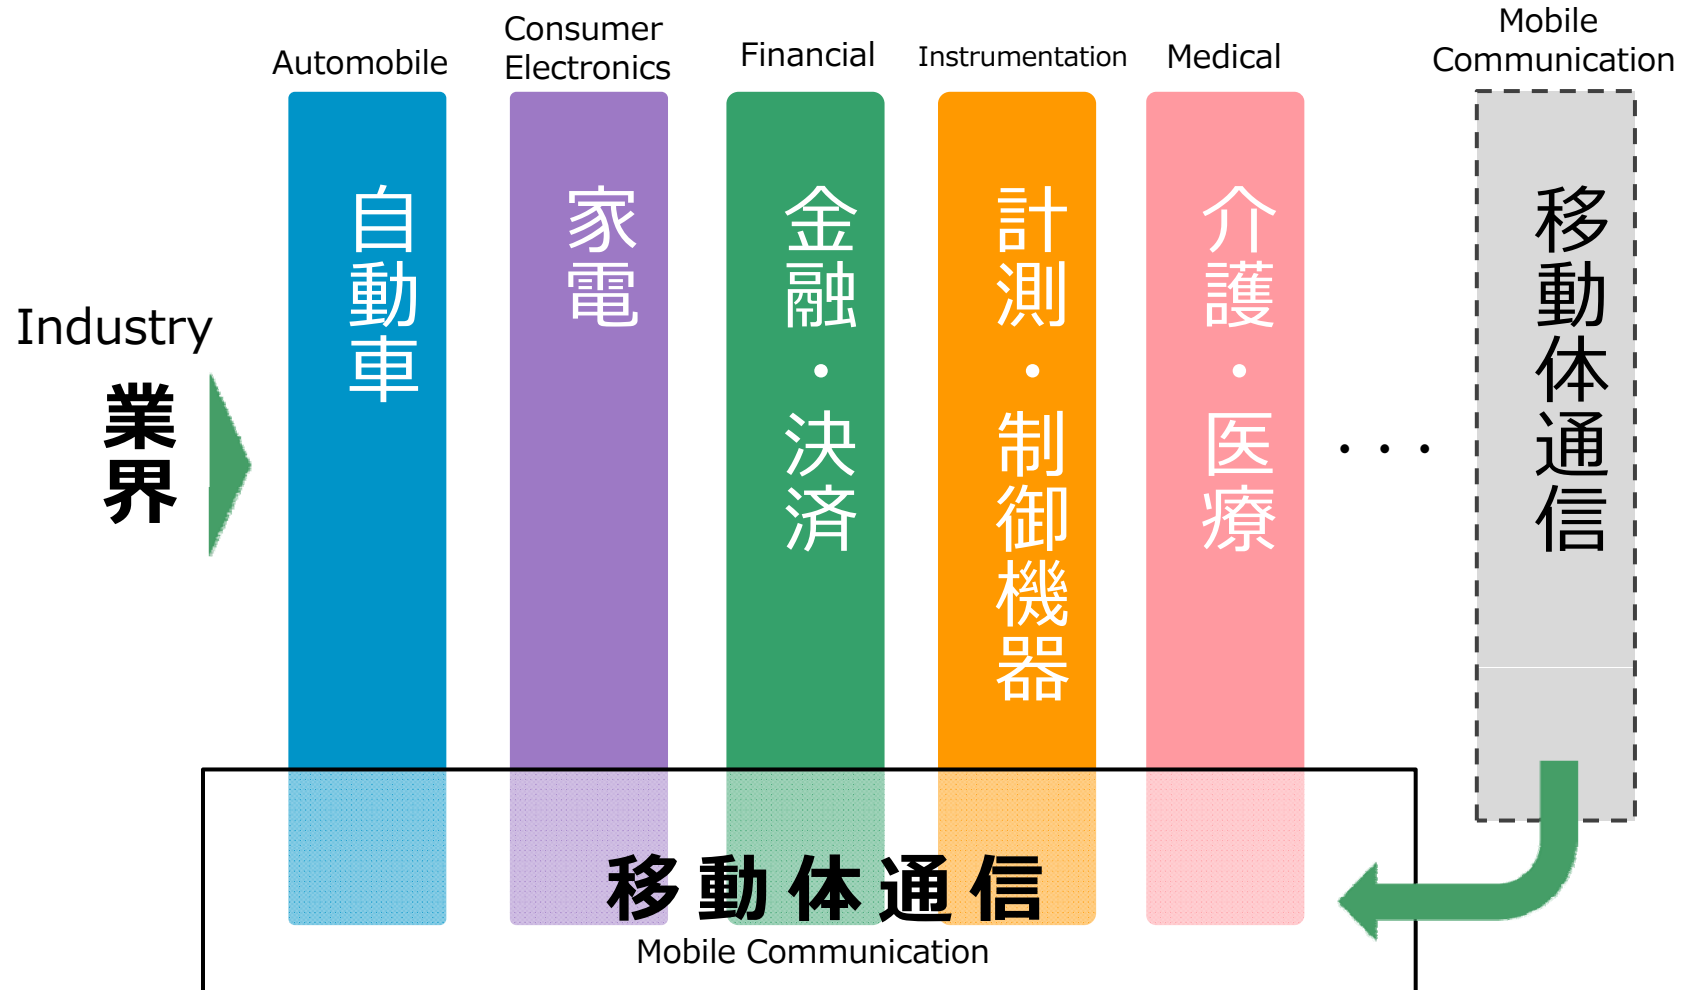 Automobile
Consumer
Electronics
Financial
Instrumentation
Medical
Mobile
Communication
Industry
業界
自動車
家電
金融・決済
計測・制御機器
介護・医療
・・・
移動体通信
移動体通信
Mobile Communication